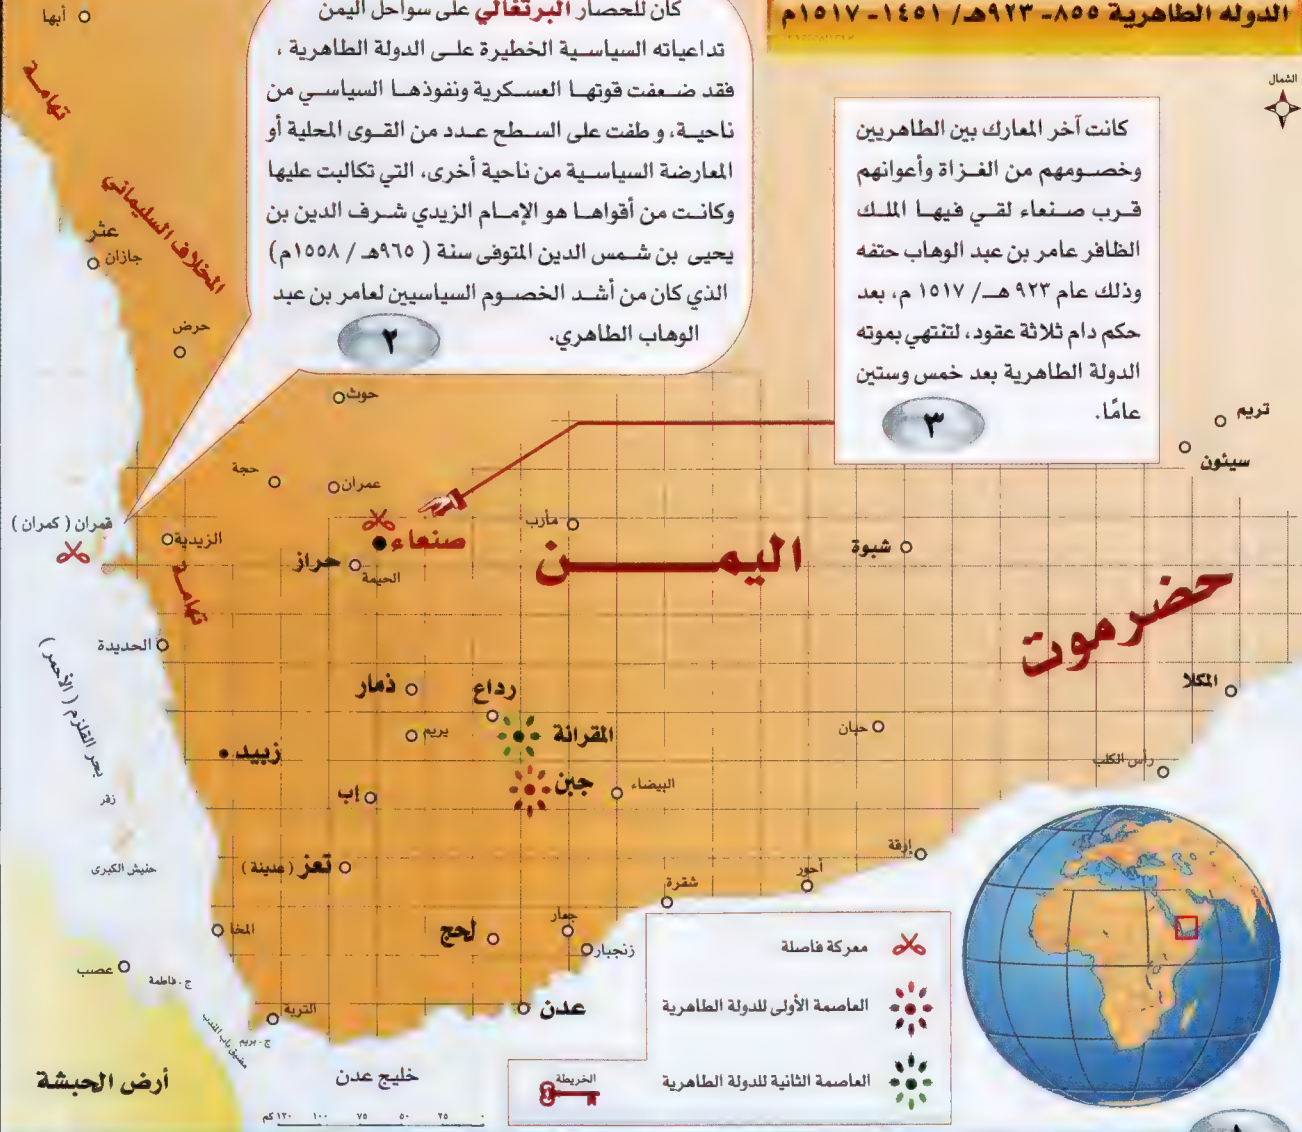 الدولة الطاهرية ٨٥٥- ٩٢٣هـ/ ١٤٥١- ١٥١٧م
الشمال
كان للحصار البرتغالي على سواحل اليمن
تداعياته السياسية الخطيرة على الدولة الطاهرية ،
فقد ضعفت قوتها العسكرية ونفوذها السياسي من
ناحية، و طفت على السطح عدد من القوى المحلية أو
المعارضة السياسية من ناحية أخرى، التي تكالبت عليها
وكانت من أقواها هو الإمام الزيدي شرف الدين بن
يحيى بن شمس الدين المتوفى سنة ( ٩٦٥هـ / ١٥٥٨م)
الذي كان من أشد الخصوم السياسيين لعامر بن عبد
الوهاب الطاهري.
٢
كانت آخر المعارك بين الطاهريين
وخصومهم من الغزاة وأعوانهم
قرب صنعاء لقي فيها الملك
الظافر عامر بن عبد الوهاب حتفه
وذلك عام ٩٢٣ هـ/ ١٥١٧ م، بعد
حكم دام ثلاثة عقود، لتنتهي بموته
الدولة الطاهرية بعد خمس وستين
عامًا.
٣
أبها
تهامة
المخلاف السليماني
عثر
جازان
حرض
حوث
حجة
عمران
تريم
سيئون
قمران ( كمران )
الزيدية
صنعاء
مأرب
شبوة
حراز
الحيمة
اليمن
حضرموت
تهامة
الحديدة
بحر القلزم ( الأحمر )
ذمار
رداع
المكلا
يريم
المقرانة
حبان
زبيد
جبن
البيضاء
رأس الكلب
إب
زقر
تعز ( عدينة )
حنيش الكبرى
إرقة
أحور
شقرة
المخا
لحج
جعار
زنجبار
عصب
ج. فاطمة
التربة
عدن
ج. بريم
مضيق باب المندب
أرض الحبشة
خليج عدن
معركة فاصلة
العاصمة الأولى للدولة الطاهرية
العاصمة الثانية للدولة الطاهرية
الخريطة
٠ ٢٥ ٥٠ ٧٥ ١٠٠ ١٢٠ كم